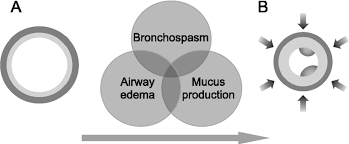 A
B
Bronchospasm
Airway
edema
Mucus
production